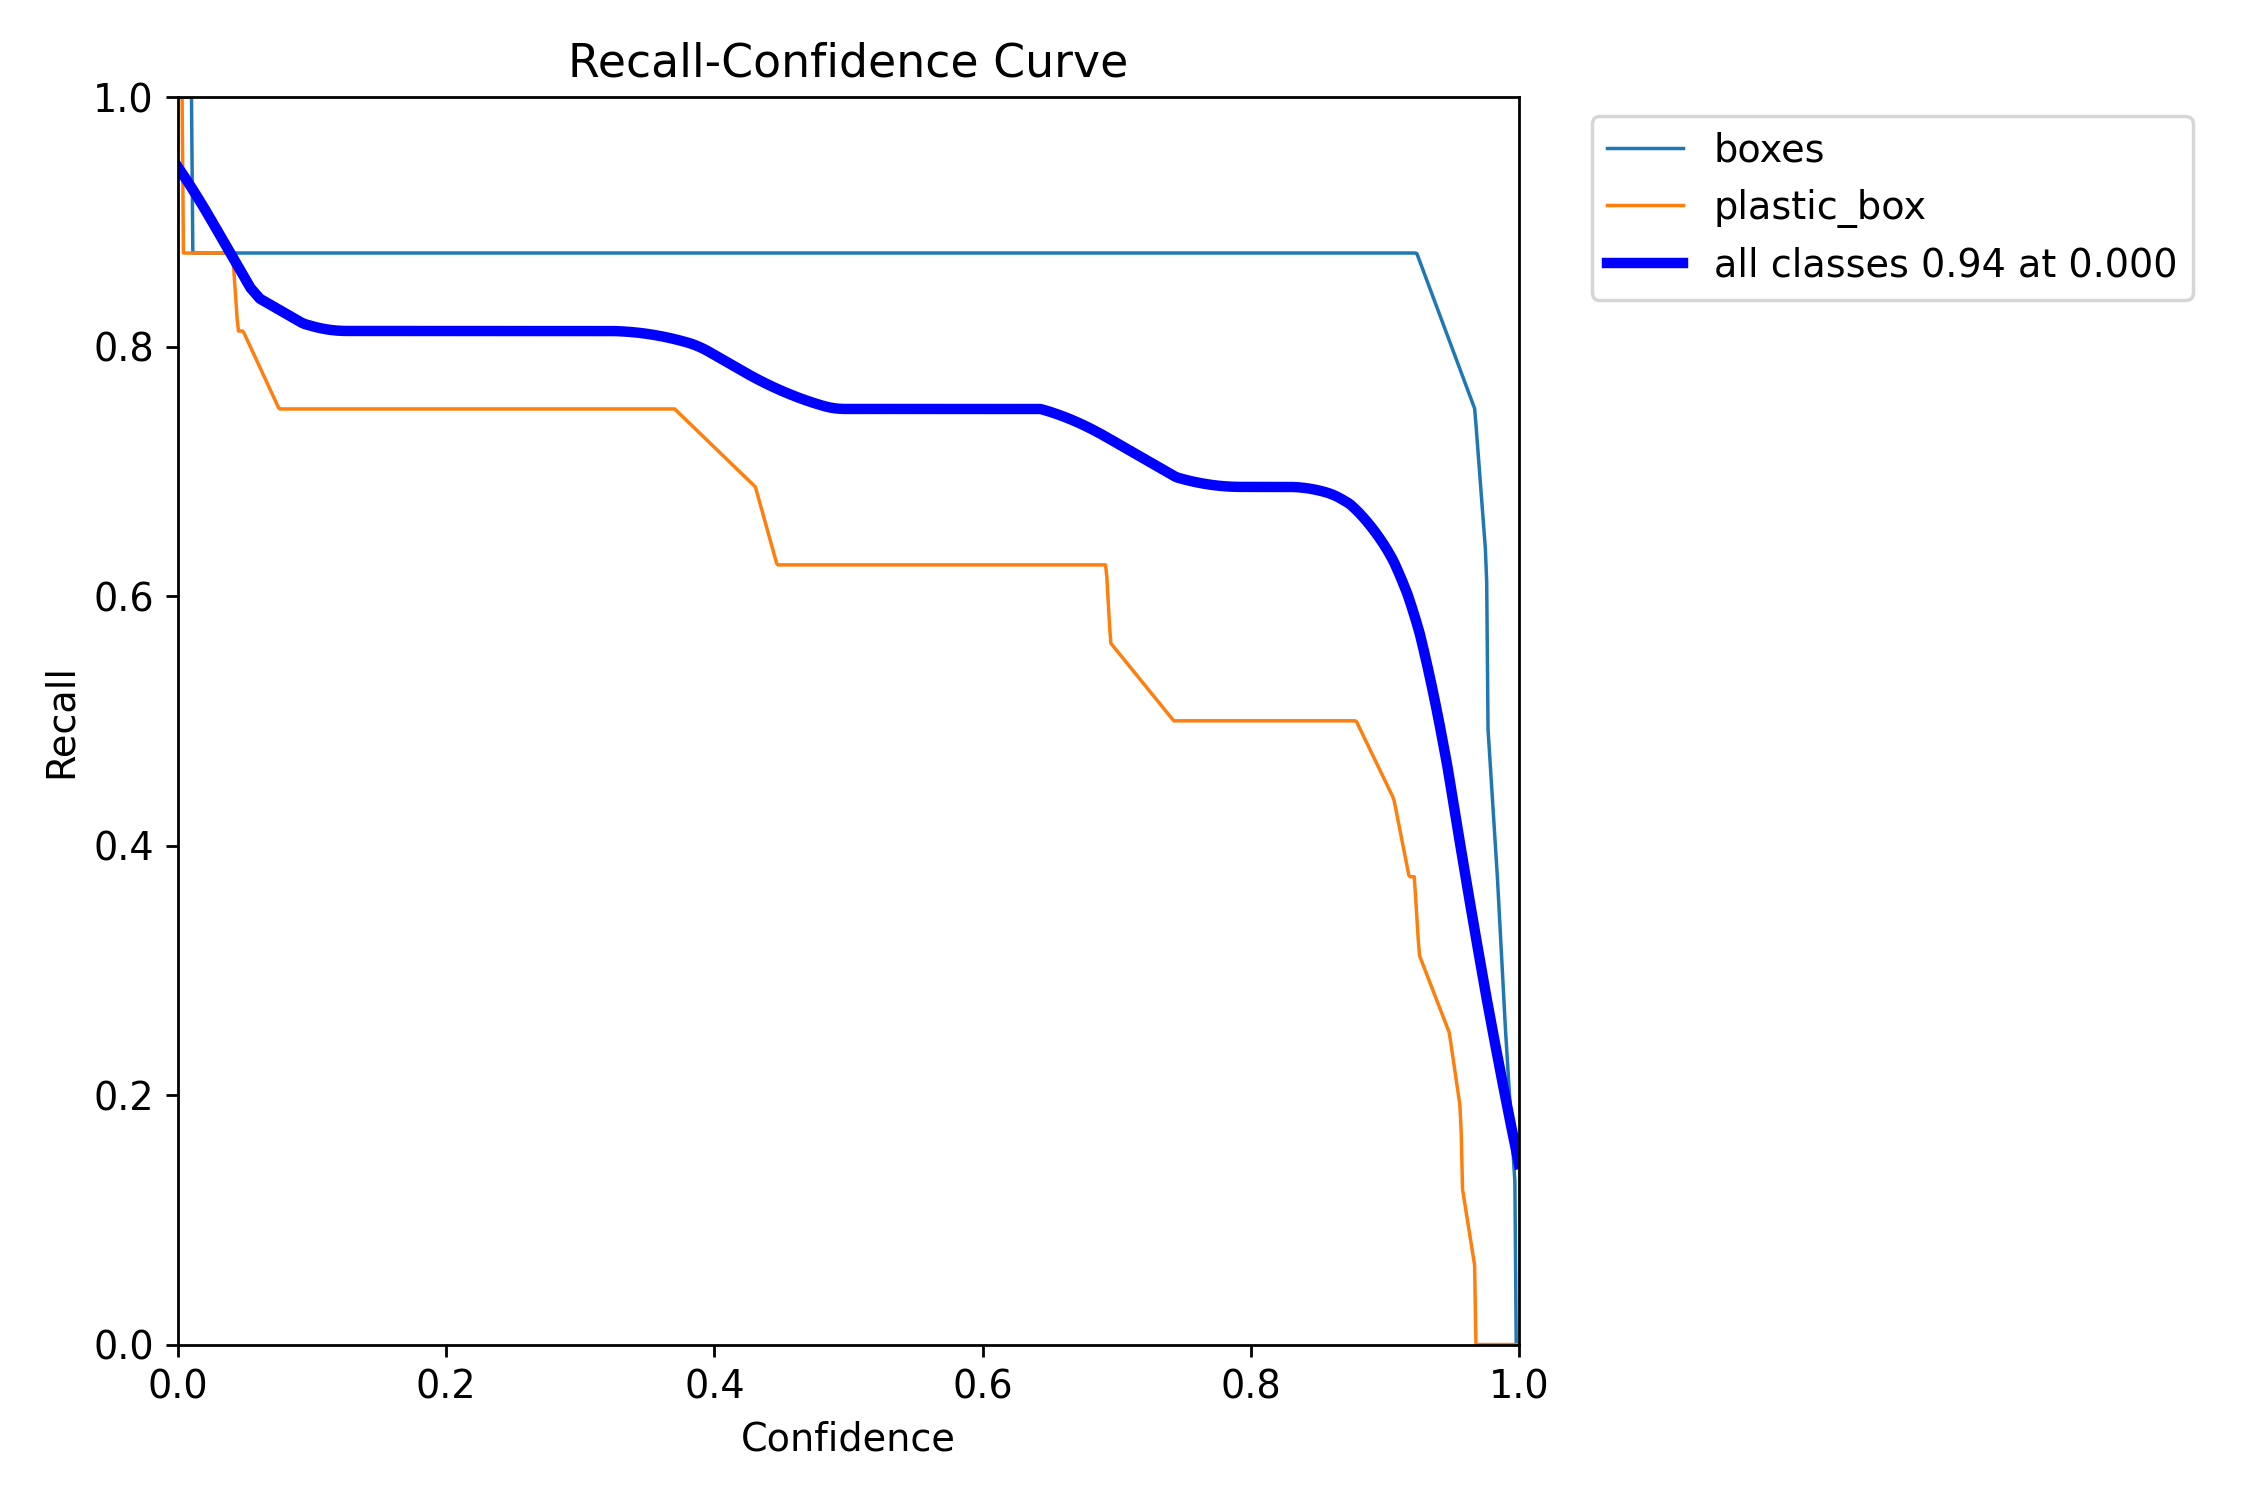 Recall-Confidence Curve
1.0
0.8
0.6
0.4
0.2
0.0
Recall
0.0 0.2 0.4 0.6 0.8 1.0
Confidence
boxes
plastic_box
all classes 0.94 at 0.000